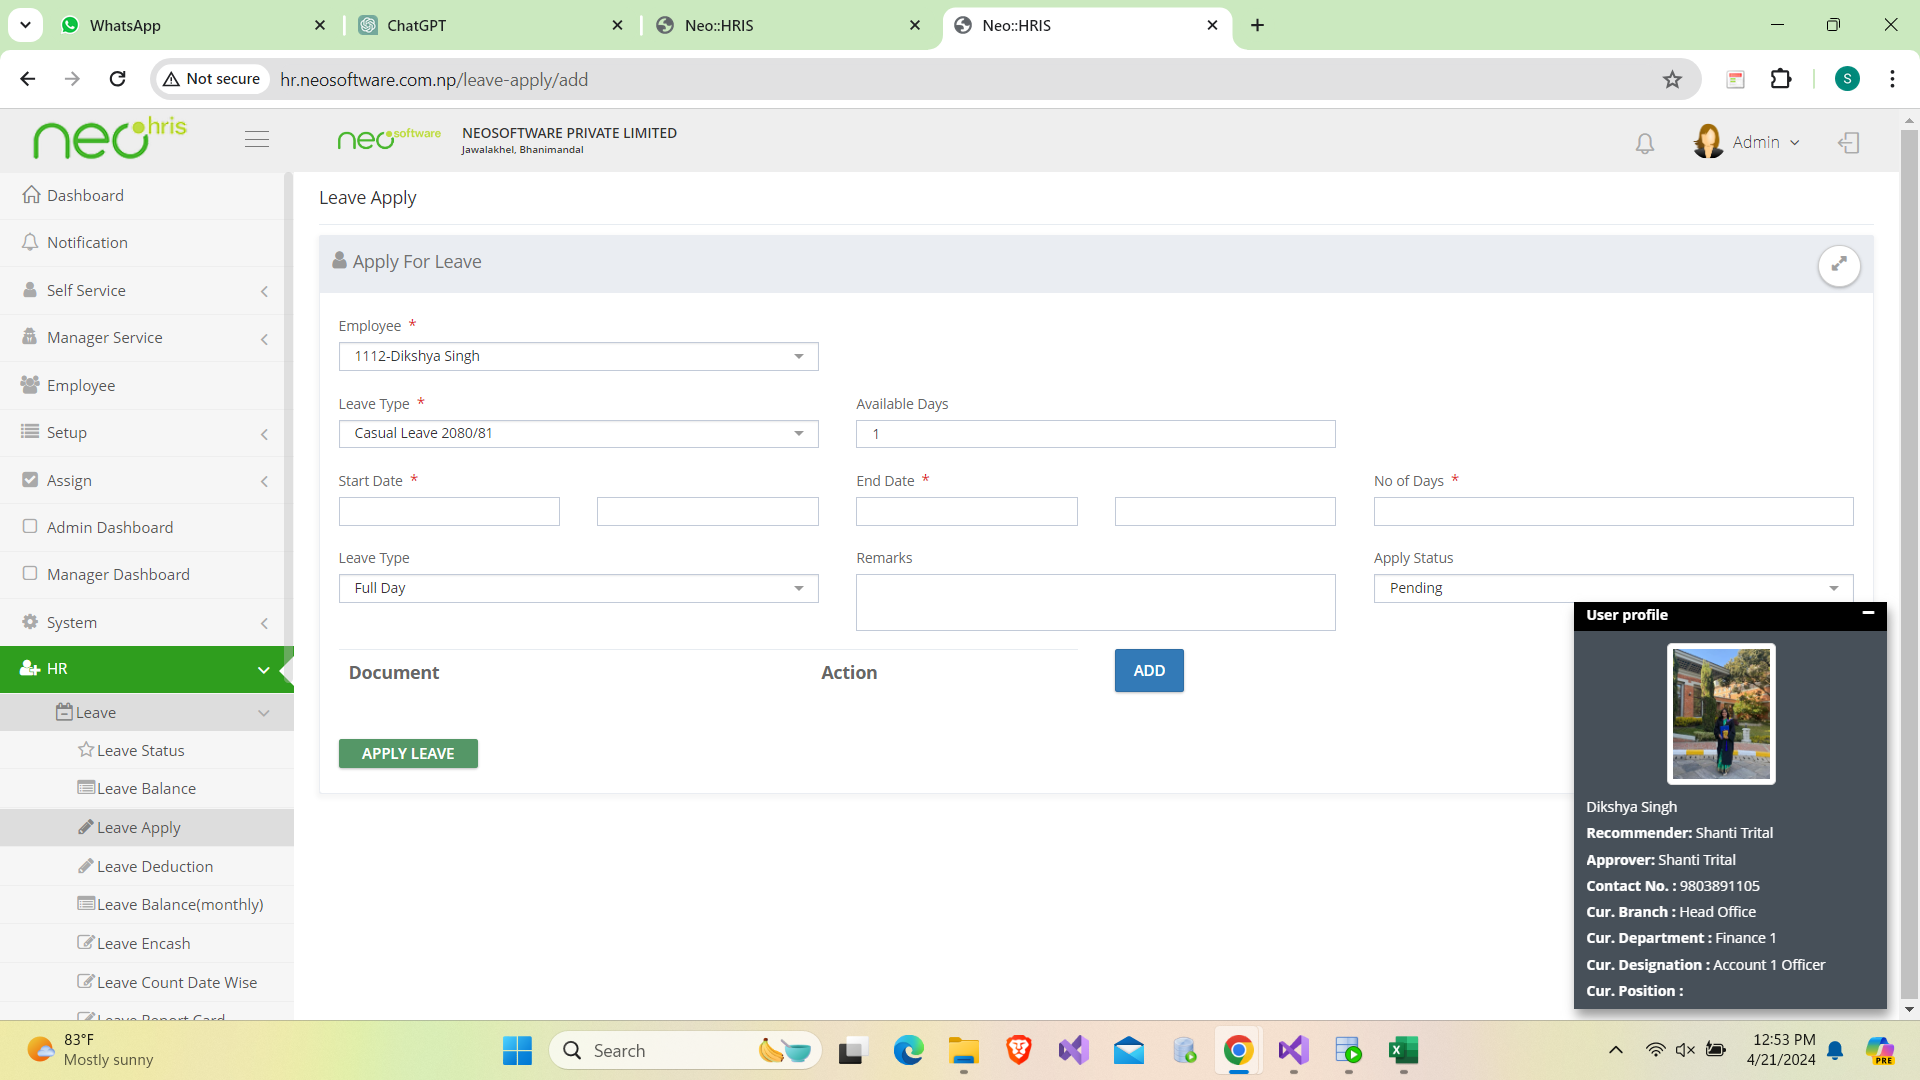 WhatsApp
ChatGPT
Neo::HRIS
Neo::HRIS
Not secure
hr.neosoftware.com.np/leave-apply/add
S
neo hris
neo software
NEOSOFTWARE PRIVATE LIMITED
Jawalakhel, Bhanimandal
Admin
Dashboard
Notification
Self Service
Manager Service
Employee
Setup
Assign
Admin Dashboard
Manager Dashboard
System
HR
Leave
Leave Status
Leave Balance
Leave Apply
Leave Deduction
Leave Balance(monthly)
Leave Encash
Leave Count Date Wise
Leave Report Card
Leave Apply
Apply For Leave
Employee *
1112-Dikshya Singh
Leave Type *
Available Days
Casual Leave 2080/81
1
Start Date *
End Date *
No of Days *
Leave Type
Remarks
Apply Status
Full Day
Pending
Document
Action
ADD
APPLY LEAVE
User profile
Dikshya Singh
Recommender: Shanti Trital
Approver: Shanti Trital
Contact No. : 9803891105
Cur. Branch : Head Office
Cur. Department : Finance 1
Cur. Designation : Account 1 Officer
Cur. Position :
83°F
Mostly sunny
Search
12:53 PM
4/21/2024
PRE